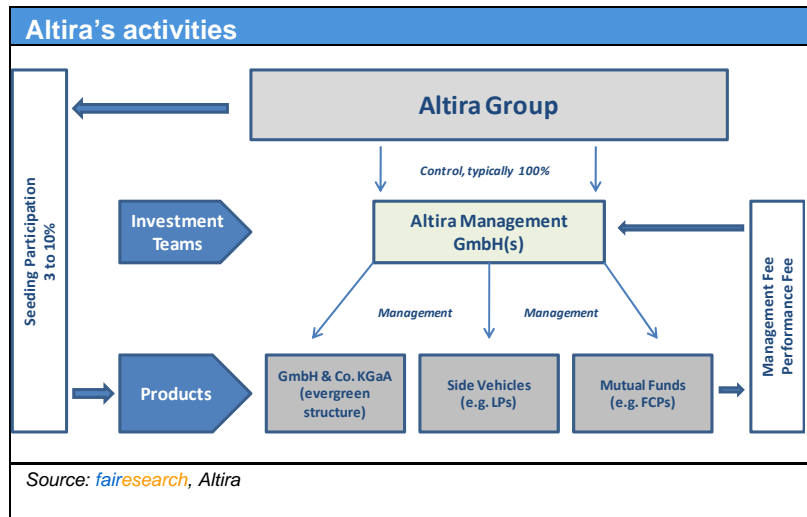 Altira's activities
Altira Group
Seeding Participation
3 to 10%
Control, typically 100%
Investment
Teams
Altira Management
GmbH(s)
Management Fee
Performance Fee
Management
Management
Products
GmbH & Co. KGaA
(evergreen
structure)
Side Vehicles
(e.g. LPs)
Mutual Funds
(e.g. FCPs)
Source: fairesearch, Altira